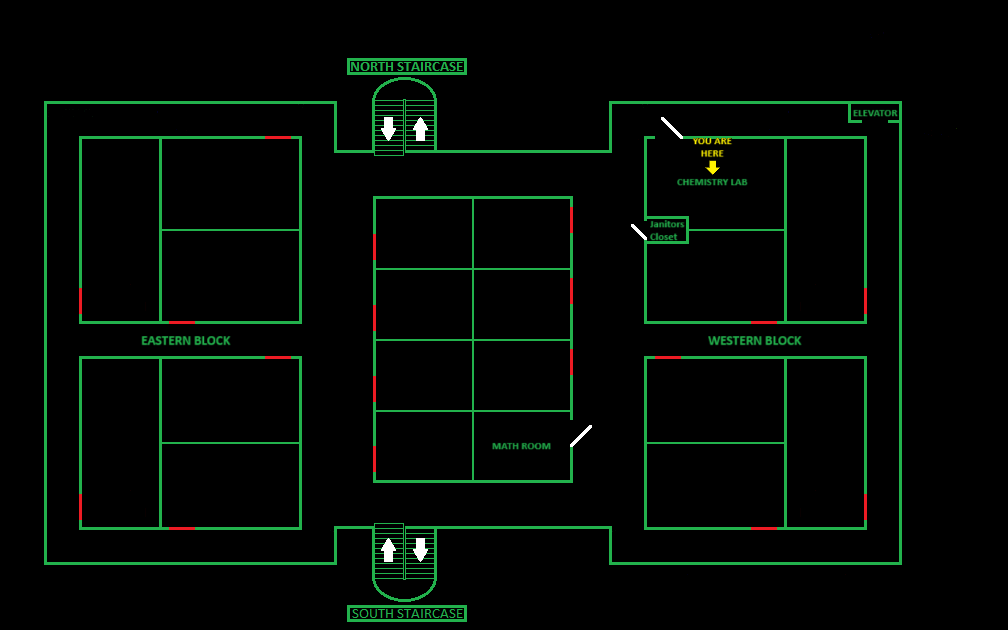 NORTH STAIRCASE
ELEVATOR
YOU ARE
HERE
CHEMISTRY LAB
Janitors
Closet
EASTERN BLOCK
WESTERN BLOCK
MATH ROOM
SOUTH STAIRCASE